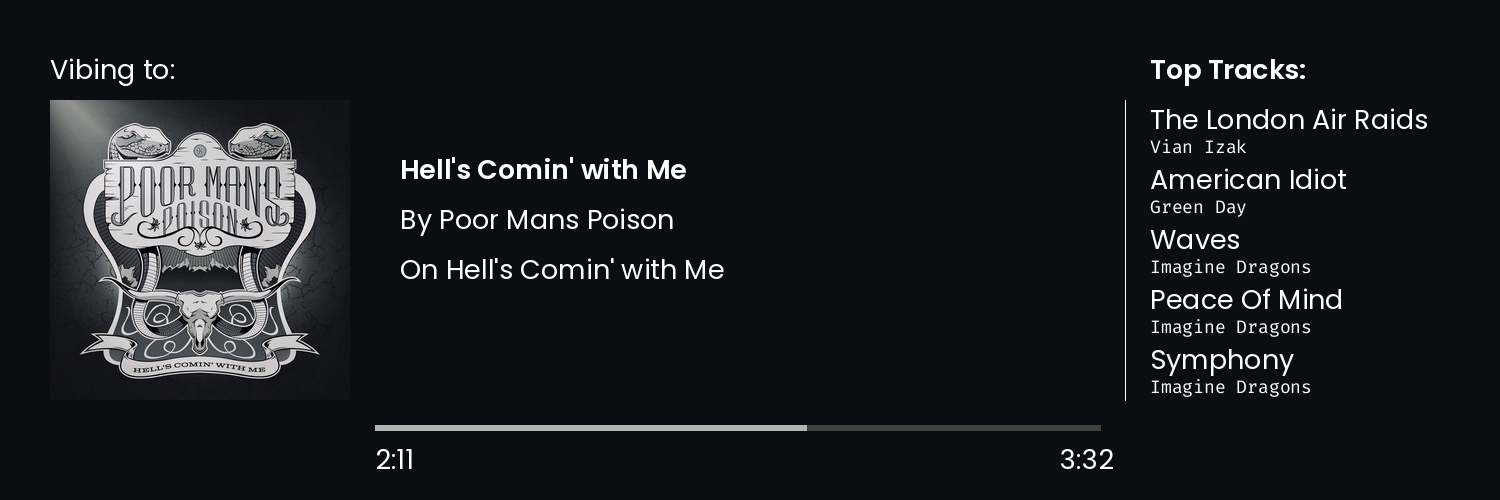 Vibing to:
POOR MANS
POISON
HELL'S COMIN' WITH ME
Hell's Comin' with Me
By Poor Mans Poison
On Hell's Comin' with Me
2:11
3:32
Top Tracks:
The London Air Raids
Vian Izak
American Idiot
Green Day
Waves
Imagine Dragons
Peace Of Mind
Imagine Dragons
Symphony
Imagine Dragons